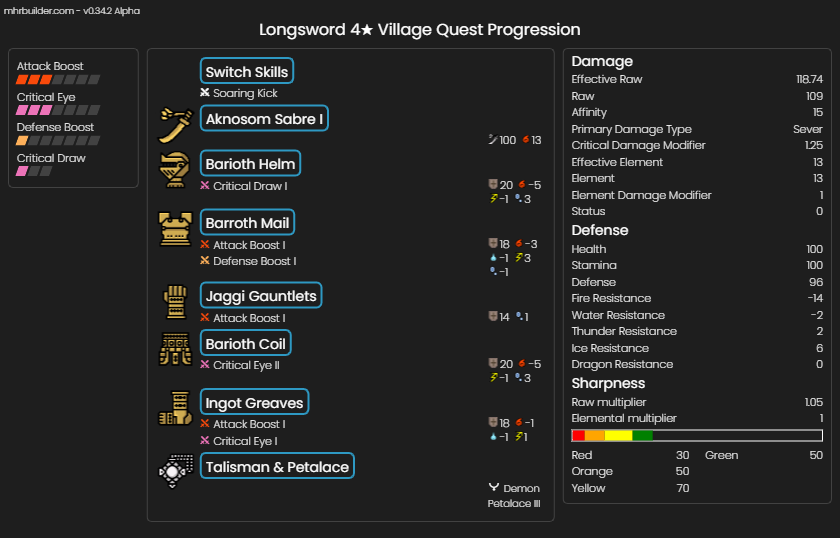 mhrbuilder.com - v0.34.2 Alpha
Longsword 4★ Village Quest Progression
Attack Boost
Critical Eye
Defense Boost
Critical Draw
Switch Skills
Soaring Kick
Aknosom Sabre I
100 13
Barioth Helm
Critical Draw I
20 -5
-1 3
Barroth Mail
Attack Boost I
Defense Boost I
18 -3
-1 3
-1
Jaggi Gauntlets
Attack Boost I
14 1
Barioth Coil
Critical Eye II
20 -5
-1 3
Ingot Greaves
Attack Boost I
Critical Eye I
18 -1
-1 1
Talisman & Petalace
Demon
Petalace III
Damage
Effective Raw 118.74
Raw 109
Affinity 15
Primary Damage Type Sever
Critical Damage Modifier 1.25
Effective Element 13
Element 13
Element Damage Modifier 1
Status 0
Defense
Health 100
Stamina 100
Defense 96
Fire Resistance -14
Water Resistance -2
Thunder Resistance 2
Ice Resistance 6
Dragon Resistance 0
Sharpness
Raw multiplier 1.05
Elemental multiplier 1
Red 30 Green 50
Orange 50
Yellow 70